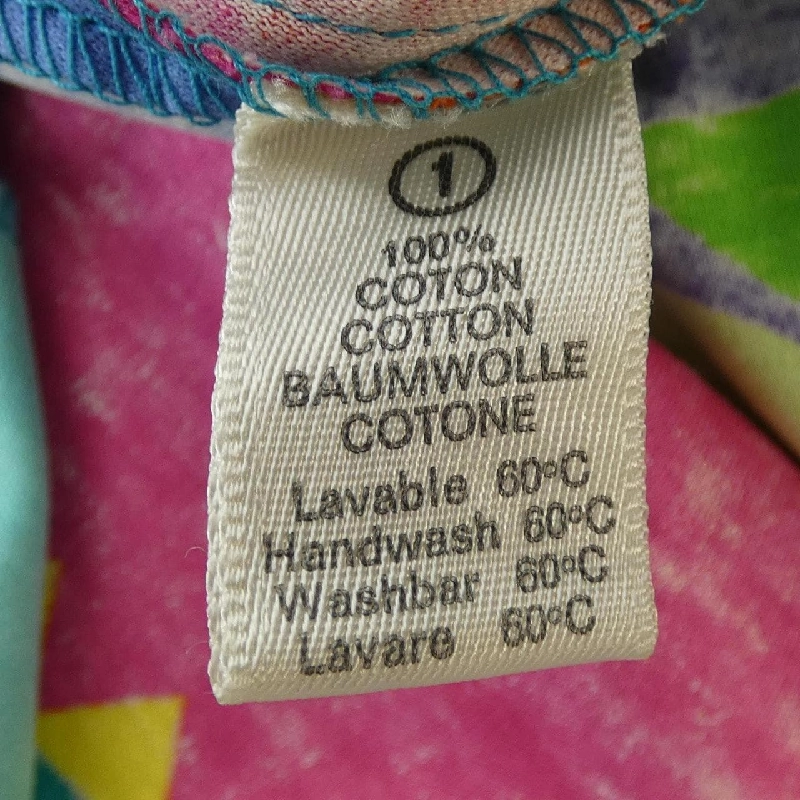 1
100%
COTON
COTTON
BAUMWOLLE
COTONE
Lavable 60°C
Handwash 60°C
Washbar 60°C
Lavare 60°C